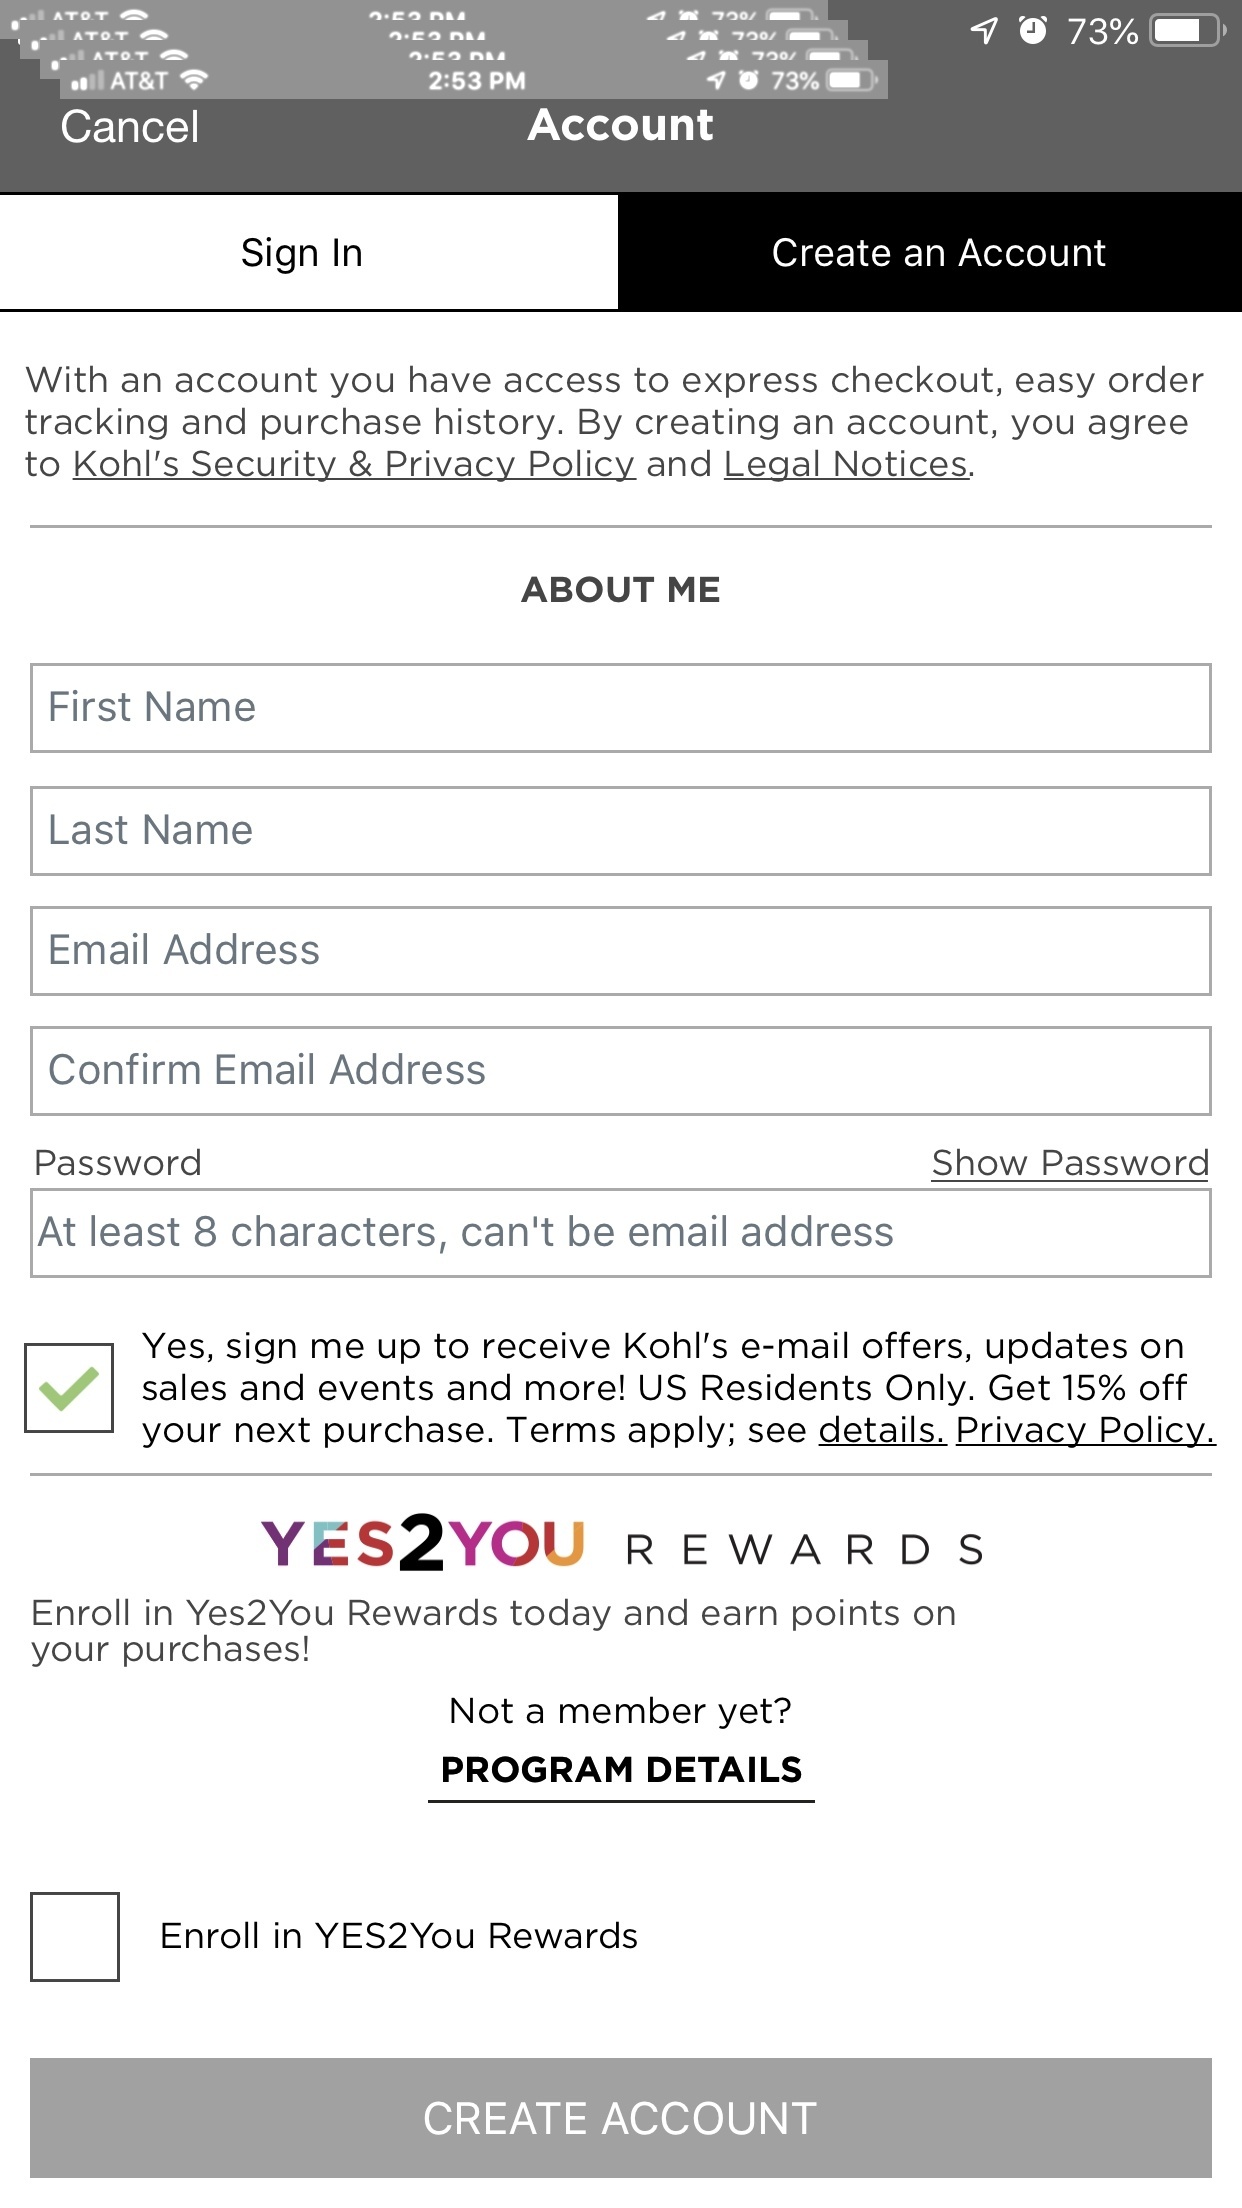 73%
AT&T 2:53 PM 73%
Cancel Account
Sign In Create an Account
With an account you have access to express checkout, easy order
tracking and purchase history. By creating an account, you agree
to Kohl's Security & Privacy Policy and Legal Notices.
ABOUT ME
First Name
Last Name
Email Address
Confirm Email Address
Password Show Password
At least 8 characters, can't be email address
Yes, sign me up to receive Kohl's e-mail offers, updates on
sales and events and more! US Residents Only. Get 15% off
your next purchase. Terms apply; see details. Privacy Policy.
YES2YOU REWARDS
Enroll in Yes2You Rewards today and earn points on
your purchases!
Not a member yet?
PROGRAM DETAILS
Enroll in YES2You Rewards
CREATE ACCOUNT